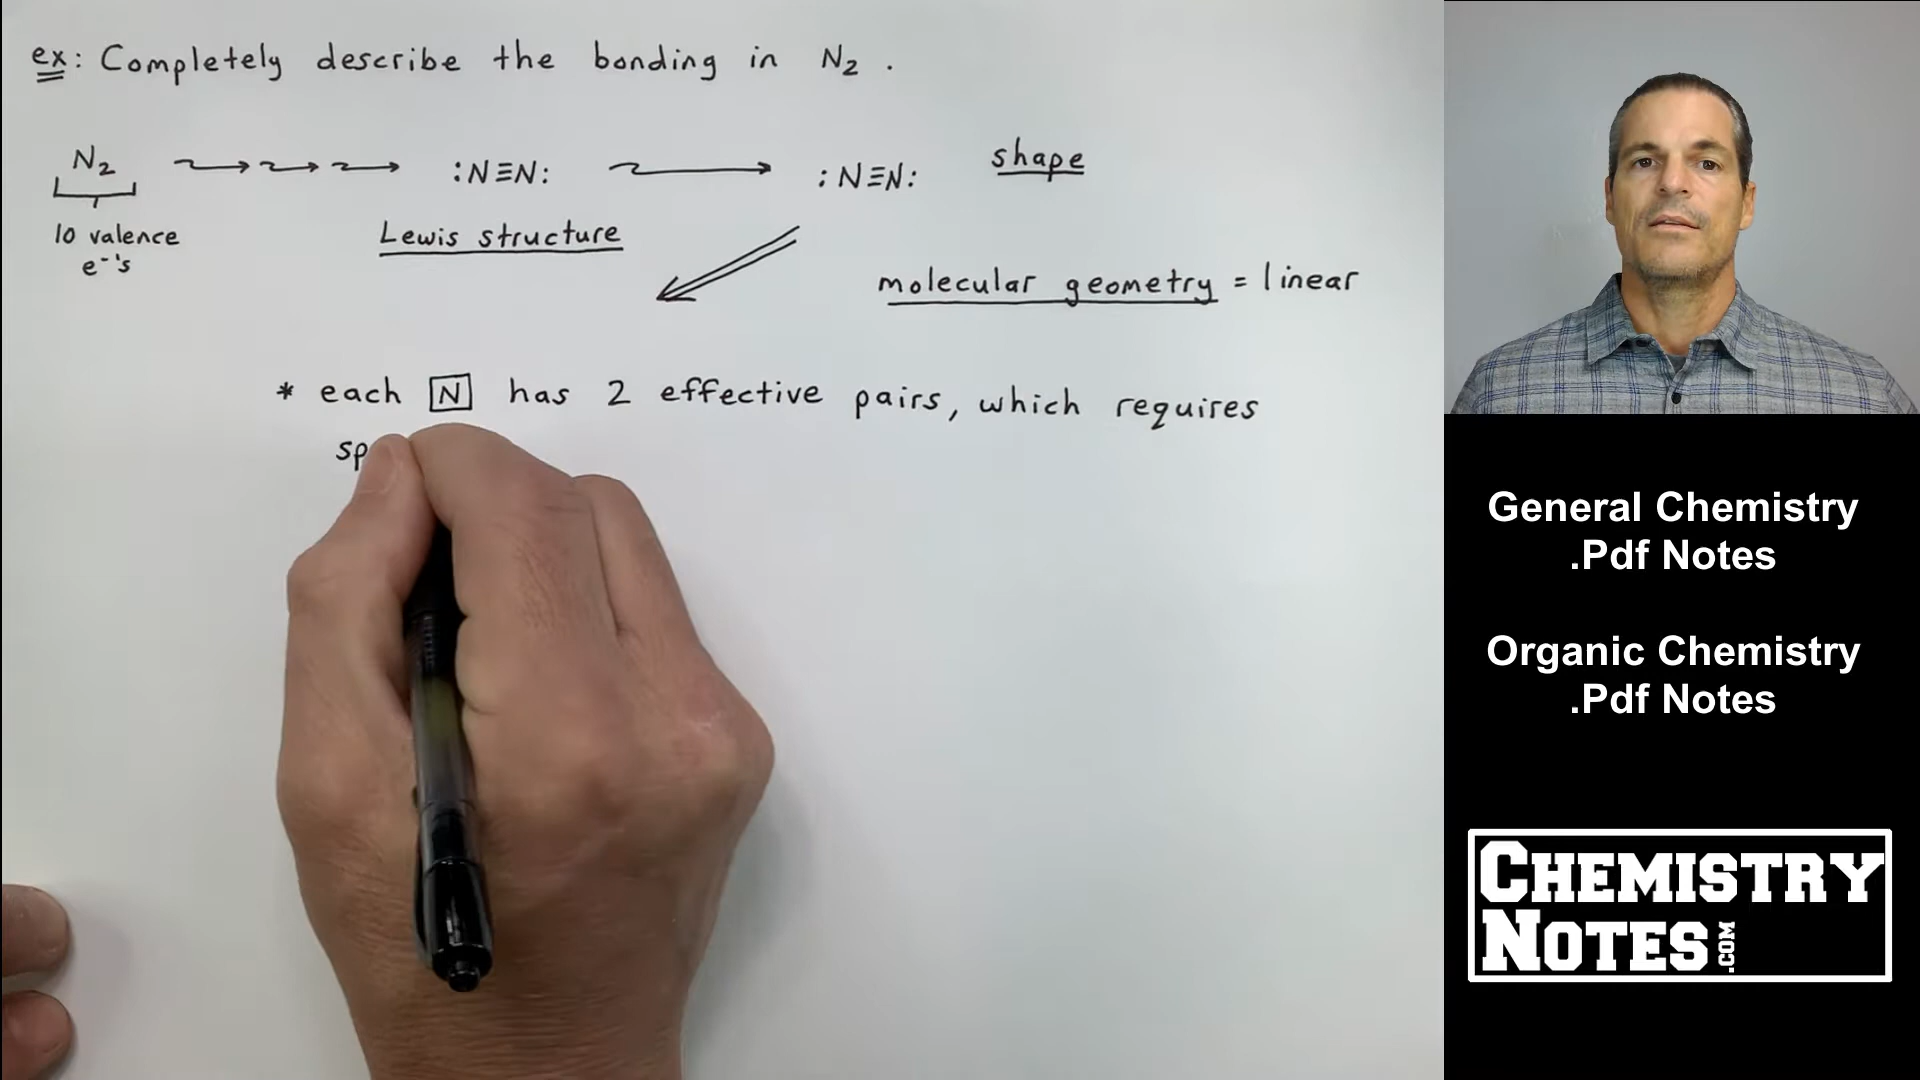 ex: Completely describe the bonding in N₂ .
N₂ :N≡N: :N≡N: shape
10 valence
e⁻'s
Lewis structure
molecular geometry = linear
* each N has 2 effective pairs, which requires
sp
General Chemistry
.Pdf Notes
Organic Chemistry
.Pdf Notes
CHEMISTRY
NOTES.COM